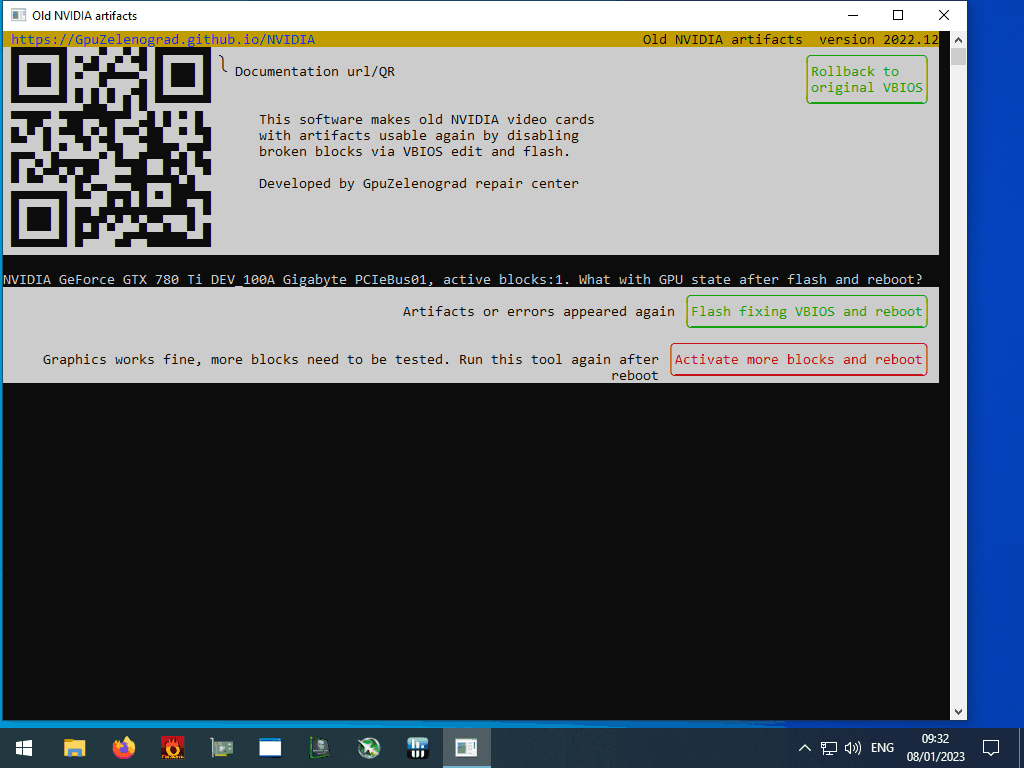 Old NVIDIA artifacts
https://GpuZelenograd.github.io/NVIDIA
Old NVIDIA artifacts version 2022.12
Documentation url/QR
Rollback to
original VBIOS
This software makes old NVIDIA video cards
with artifacts usable again by disabling
broken blocks via VBIOS edit and flash.
Developed by GpuZelenograd repair center
NVIDIA GeForce GTX 780 Ti DEV_100A Gigabyte PCIeBus01, active blocks:1. What with GPU state after flash and reboot?
Artifacts or errors appeared again
Flash fixing VBIOS and reboot
Graphics works fine, more blocks need to be tested. Run this tool again after
reboot
Activate more blocks and reboot
ENG
09:32
08/01/2023